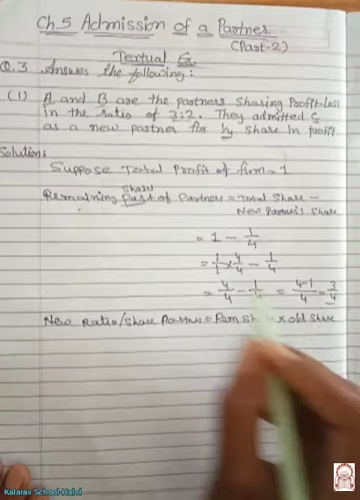 Ch.5 Admission of a Partner
(Part-2)
Textual Ex.
Q.3 Answer the following:
(1) A and B are the partners sharing Profit-Loss
in the ratio of 3:2. They admitted C
as a new partner for 1/4 share in profit.
Solution:
Suppose Total Profit of firm = 1
Share
Remaining part of Partners = Total Share -
New Partner's Share
= 1 - 1/4
= 1/1 × 4/4 - 1/4
= 4/4 - 1/4 = 4-1/4 = 3/4
New Ratio/Share Partner = Rem share × old share
Kalarav School-Halol